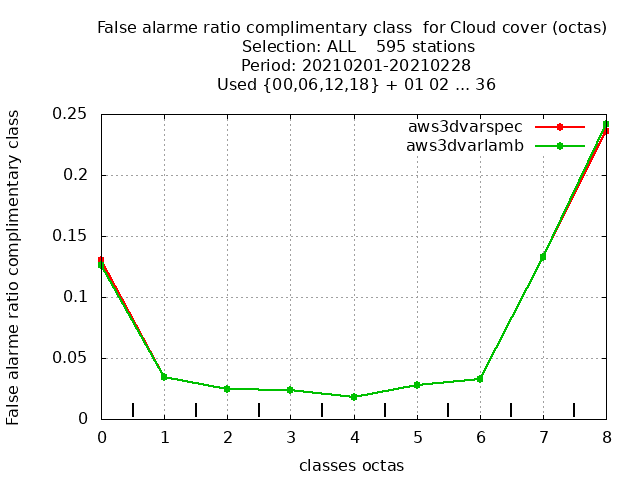 False alarme ratio complimentary class  for Cloud cover (octas)
Selection: ALL    595 stations
Period: 20210201-20210228
Used {00,06,12,18} + 01 02 ... 36
False alarme ratio complimentary class
0.25
0.2
0.15
0.1
0.05
0
aws3dvarspec
aws3dvarlamb
0 1 2 3 4 5 6 7 8
classes octas